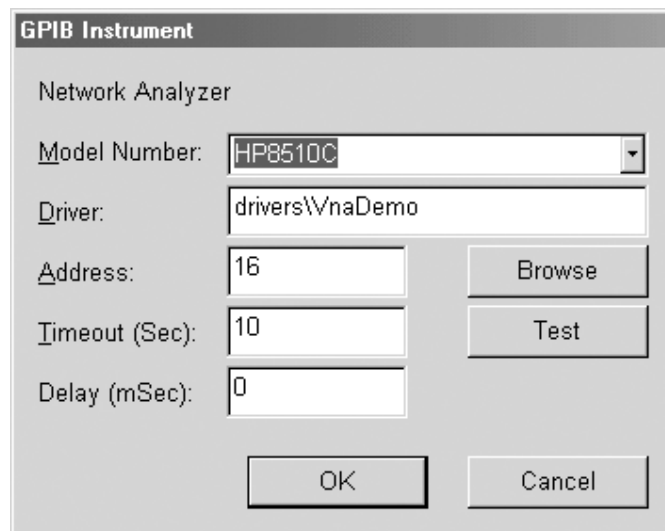 GPIB Instrument
Network Analyzer
Model Number: HP8510C
Driver: drivers\VnaDemo
Address: 16 Browse
Timeout (Sec): 10 Test
Delay (mSec): 0
OK Cancel